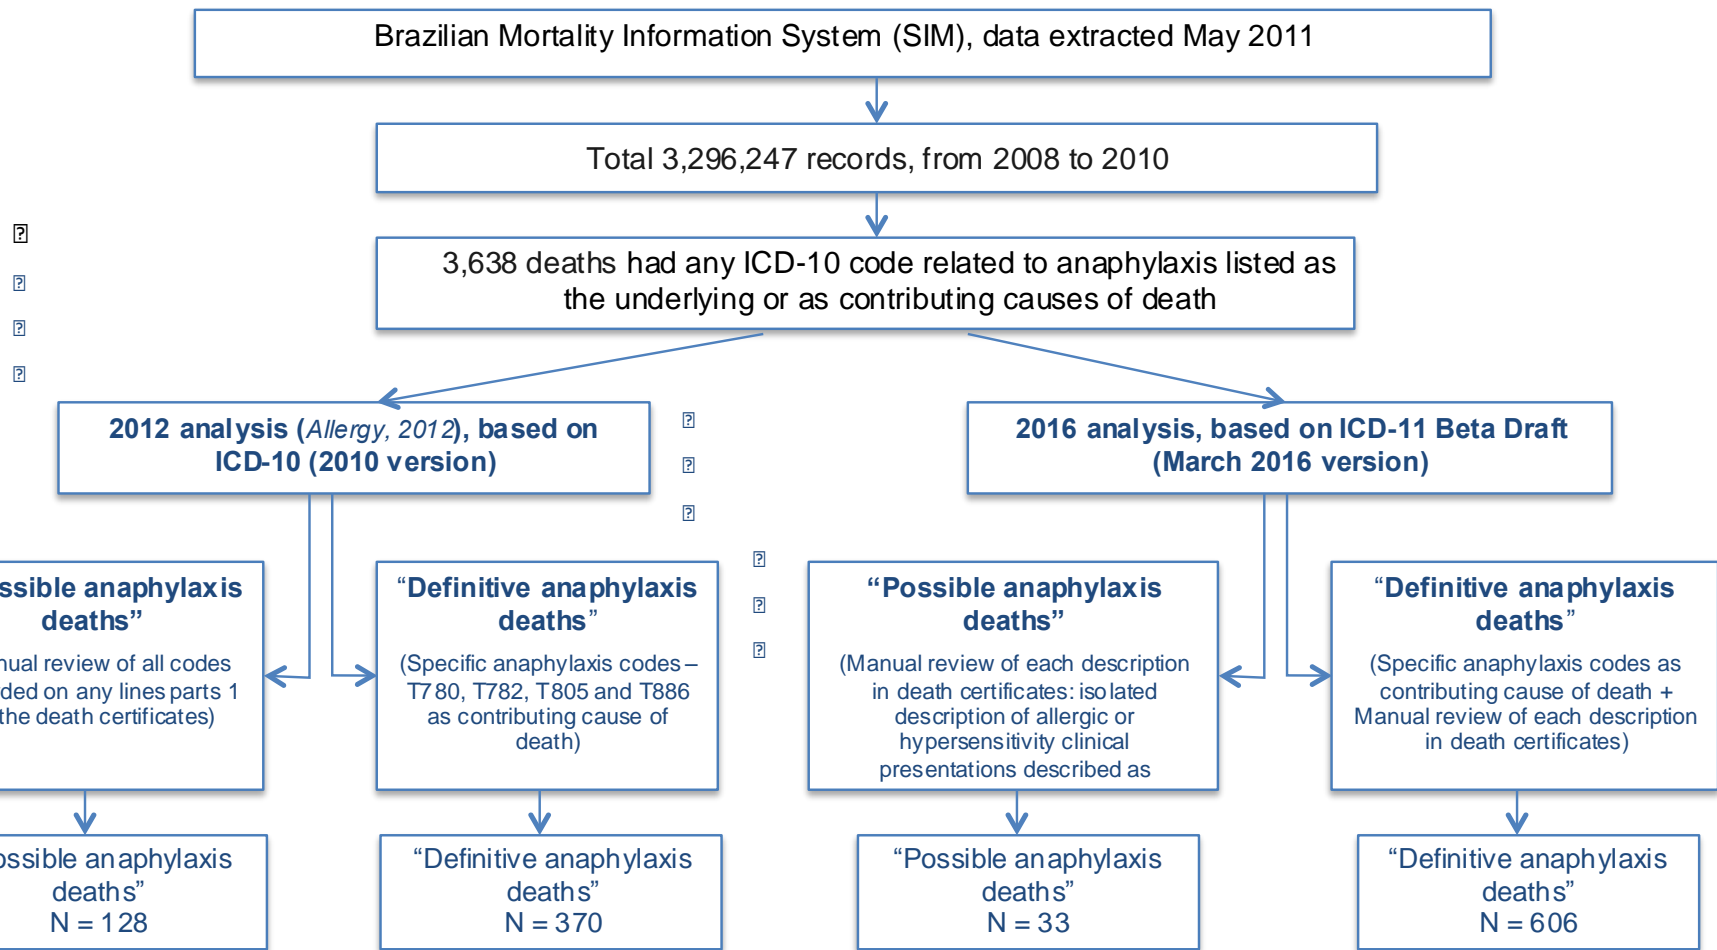 Brazilian Mortality Information System (SIM), data extracted May 2011
Total 3,296,247 records, from 2008 to 2010
3,638 deaths had any ICD-10 code related to anaphylaxis listed as
the underlying or as contributing causes of death
2012 analysis (Allergy, 2012), based on
ICD-10 (2010 version)
2016 analysis, based on ICD-11 Beta Draft
(March 2016 version)
ssible anaphylaxis
deaths”
nual review of all codes
ded on any lines parts 1
the death certificates)
“Definitive anaphylaxis
deaths”
(Specific anaphylaxis codes –
T780, T782, T805 and T886
as contributing cause of
death)
“Possible anaphylaxis
deaths”
(Manual review of each description
in death certificates: isolated
description of allergic or
hypersensitivity clinical
presentations described as
“Definitive anaphylaxis
deaths”
(Specific anaphylaxis codes as
contributing cause of death +
Manual review of each description
in death certificates)
ossible anaphylaxis
deaths”
N = 128
“Definitive anaphylaxis
deaths”
N = 370
“Possible anaphylaxis
deaths”
N = 33
“Definitive anaphylaxis
deaths”
N = 606